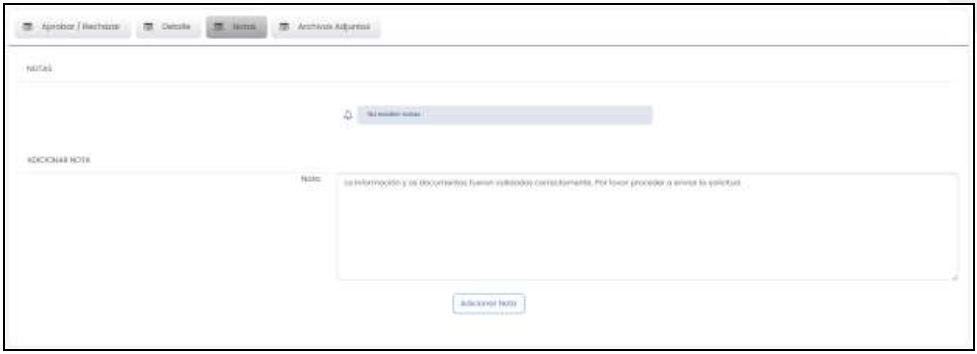 Aprobar / Rechazar
Detalle
Notas
Archivos Adjuntos
NOTAS
No existen notas
ADICIONAR NOTA
Nota:
La información y os documentos fueron validados correctamente. Por favor proceder a enviar la solicitud.
Adicionar Nota